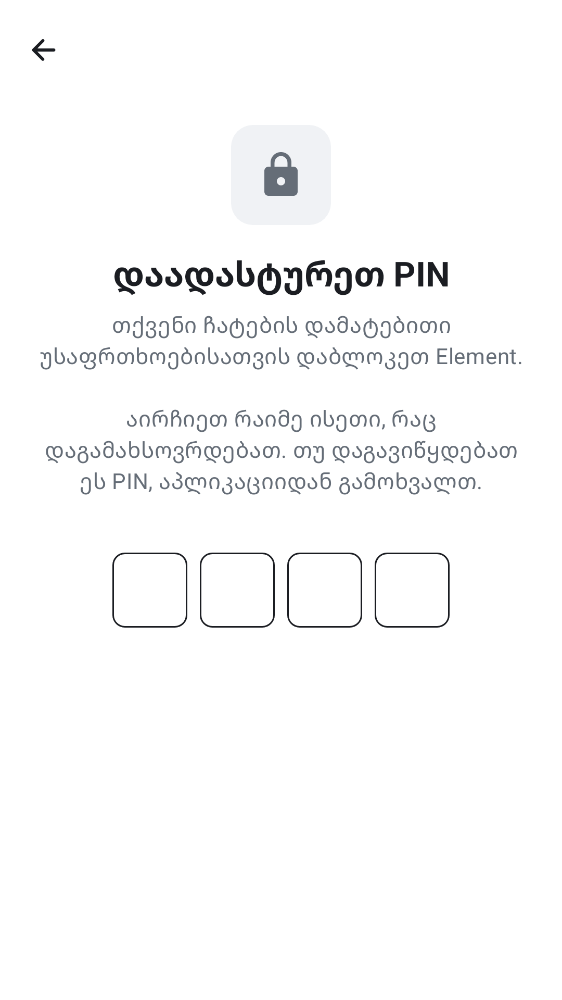 დაადასტურეთ PIN
თქვენი ჩატების დამატებითი
უსაფრთხოებისათვის დაბლოკეთ Element.
აირჩიეთ რაიმე ისეთი, რაც
დაგამახსოვრდებათ. თუ დაგავიწყდებათ
ეს PIN, აპლიკაციიდან გამოხვალთ.